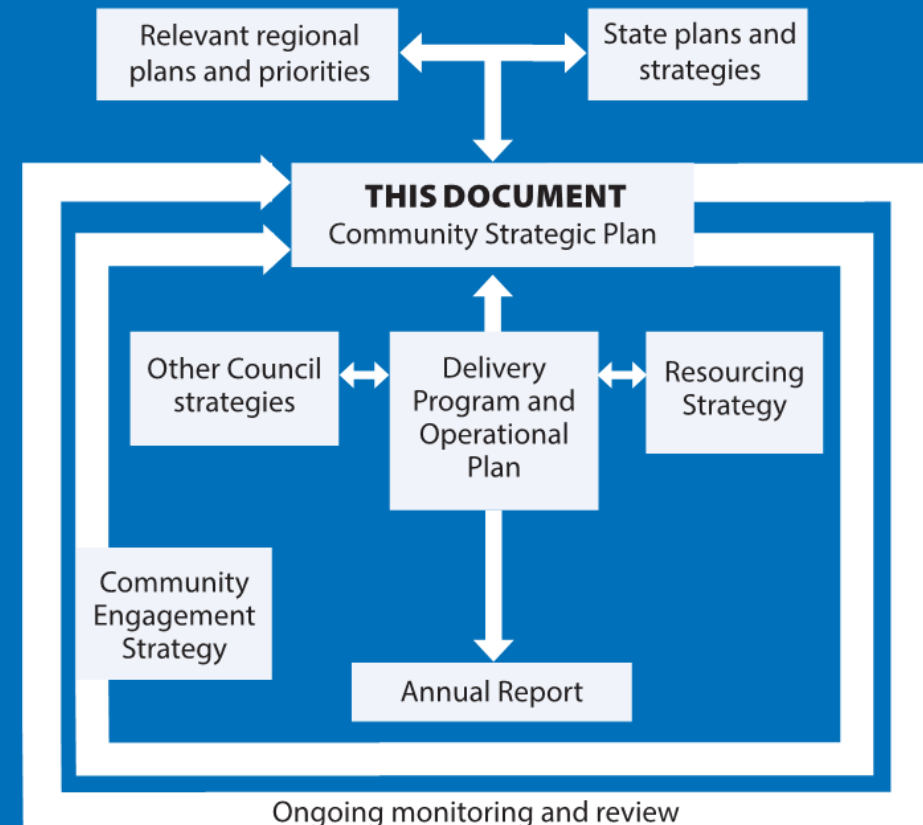 Relevant regional
plans and priorities
State plans and
strategies
THIS DOCUMENT
Community Strategic Plan
Other Council
strategies
Delivery
Program and
Operational
Plan
Resourcing
Strategy
Community
Engagement
Strategy
Annual Report
Ongoing monitoring and review